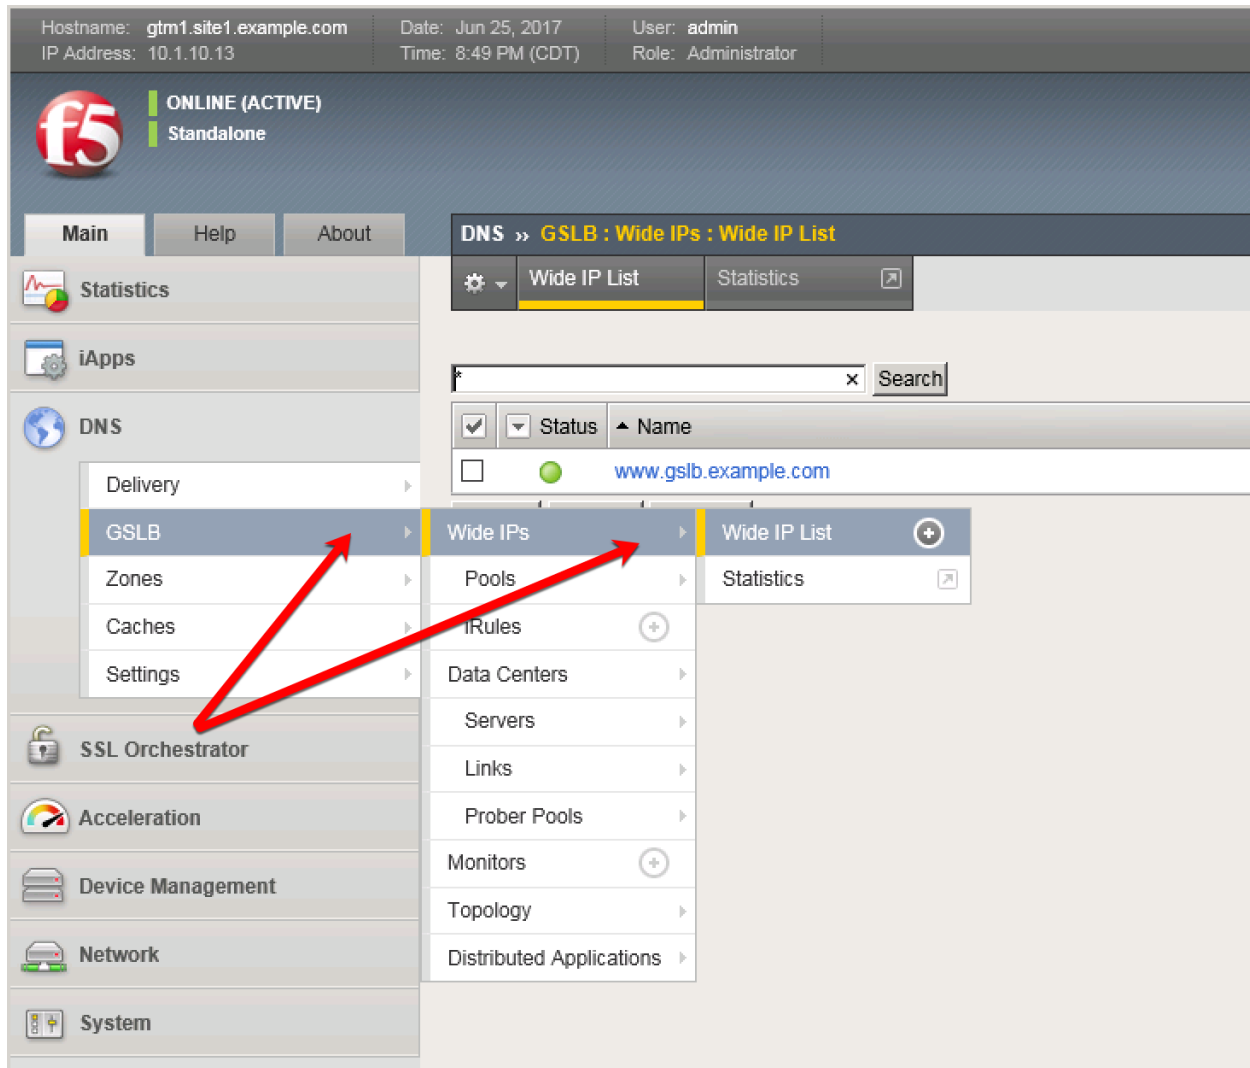 Hostname: gtm1.site1.example.com Date: Jun 25, 2017 User: admin
IP Address: 10.1.10.13 Time: 8:49 PM (CDT) Role: Administrator
f5
ONLINE (ACTIVE)
Standalone
Main Help About
DNS » GSLB : Wide IPs : Wide IP List
Wide IP List Statistics
Statistics
iApps
* × Search
Status Name
DNS
www.gslb.example.com
Delivery
GSLB Wide IPs Wide IP List
Zones Pools Statistics
Caches iRules
Settings Data Centers
Servers
SSL Orchestrator
Links
Acceleration Prober Pools
Monitors
Device Management
Topology
Network Distributed Applications
System